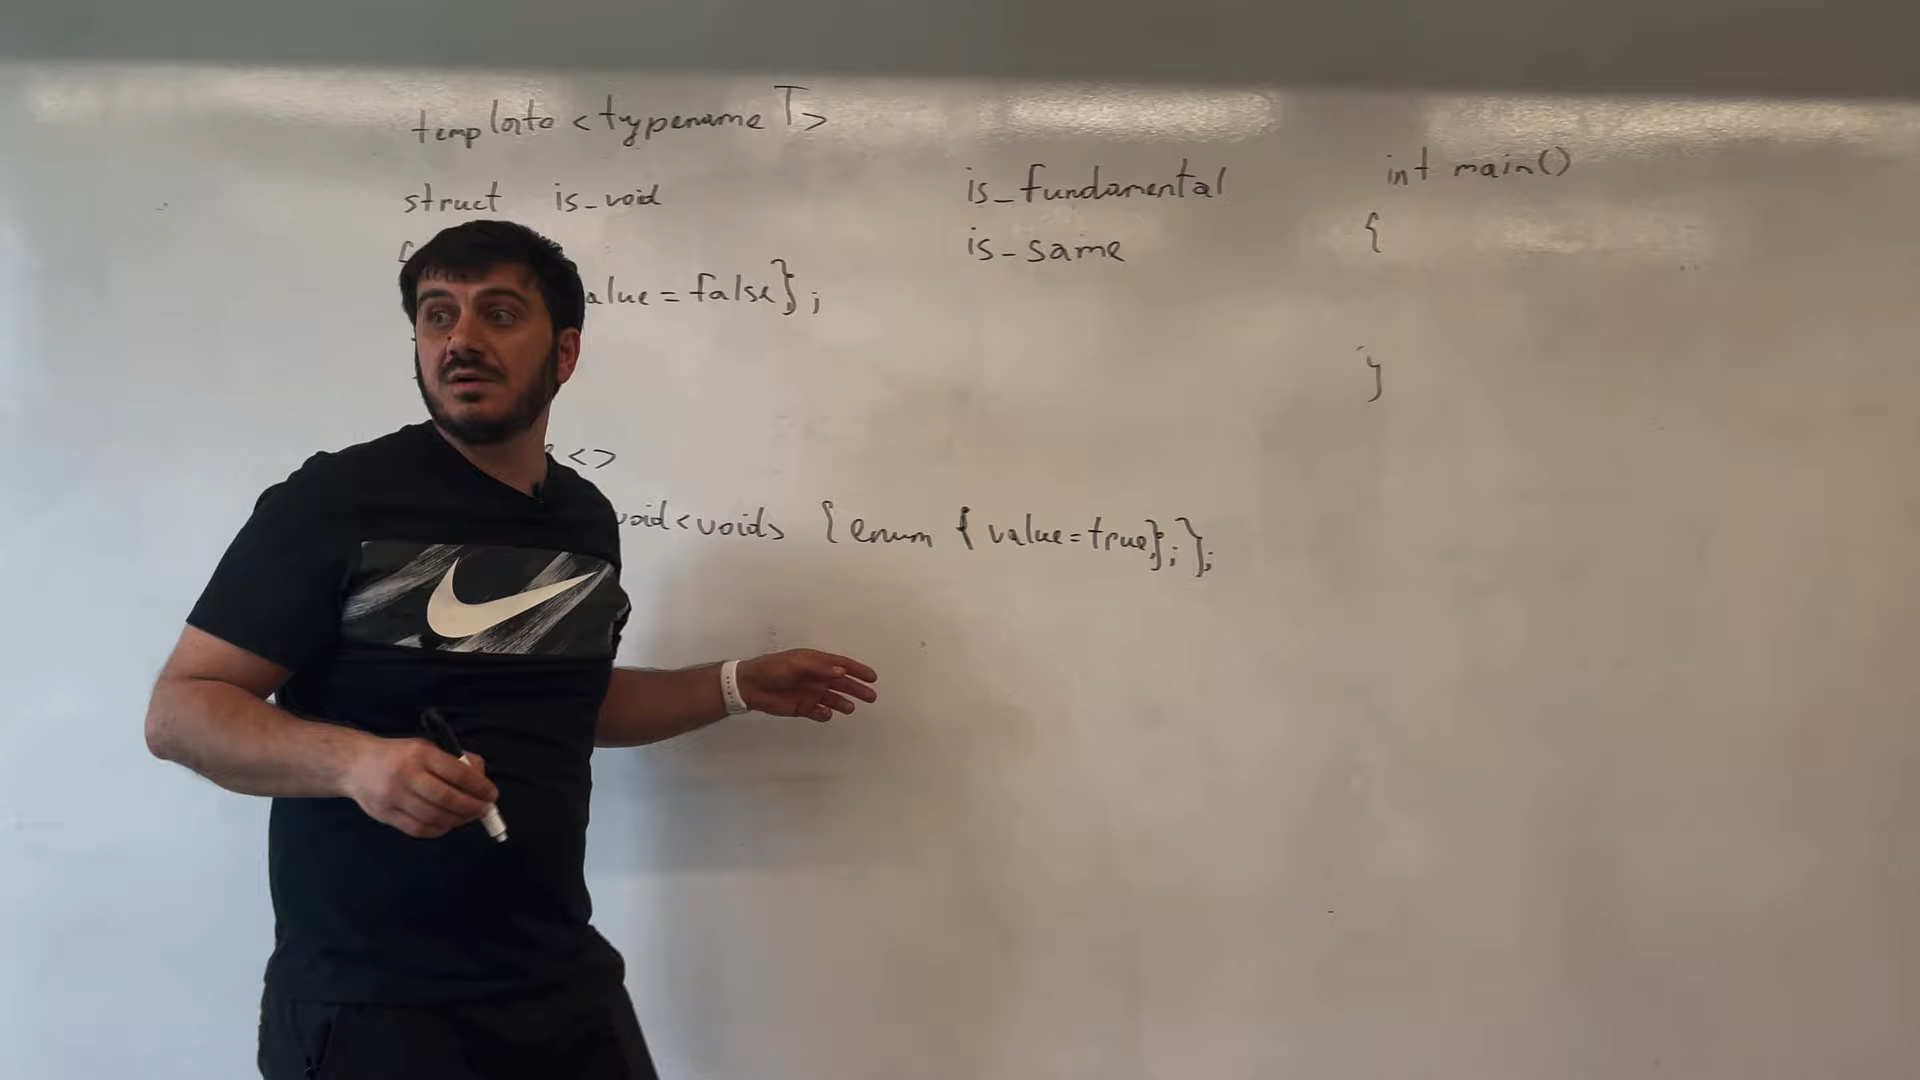 template <typename T>
struct is_void
{
value = false};
<>
void<void> {enum { value = true}; };
is_fundamental
is_same
int main()
{
}